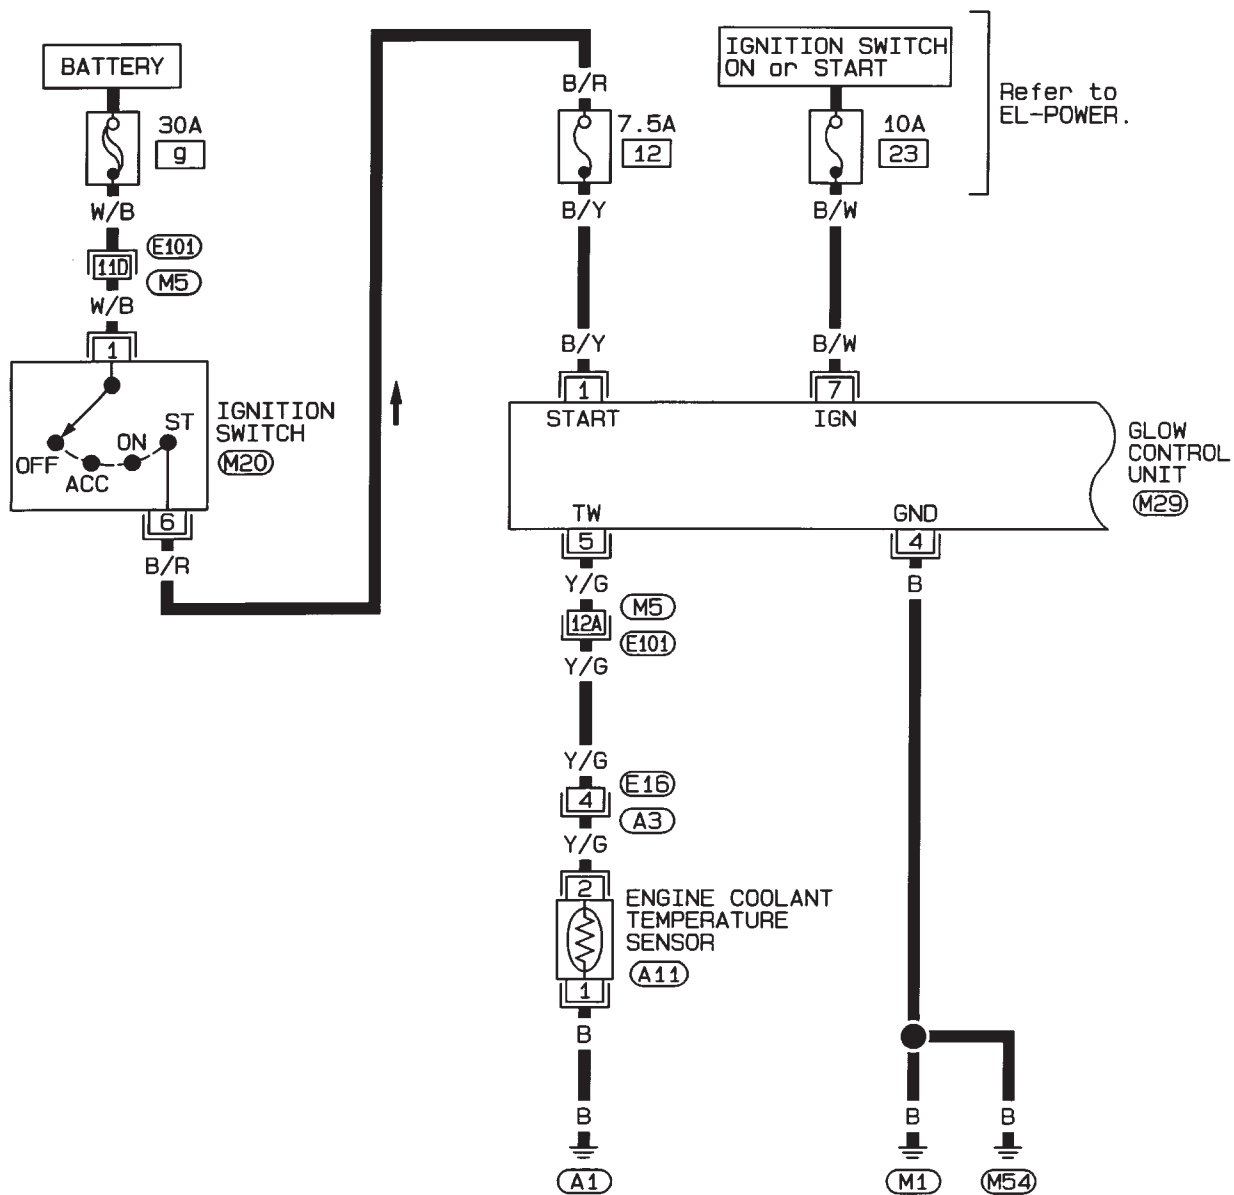 BATTERY
30A
g
W/B
E101
11D
M5
W/B
1
IGNITION
SWITCH
M20
OFF
ACC
ON
ST
6
B/R
B/R
7.5A
12
B/Y
B/Y
1
START
IGNITION SWITCH
ON or START
Refer to
EL-POWER.
10A
23
B/W
B/W
7
IGN
GLOW
CONTROL
UNIT
M29
TW
5
Y/G
M5
12A
E101
Y/G
Y/G
E16
4
A3
Y/G
2
ENGINE COOLANT
TEMPERATURE
SENSOR
A11
1
B
B
A1
GND
4
B
B
B
M1
M54